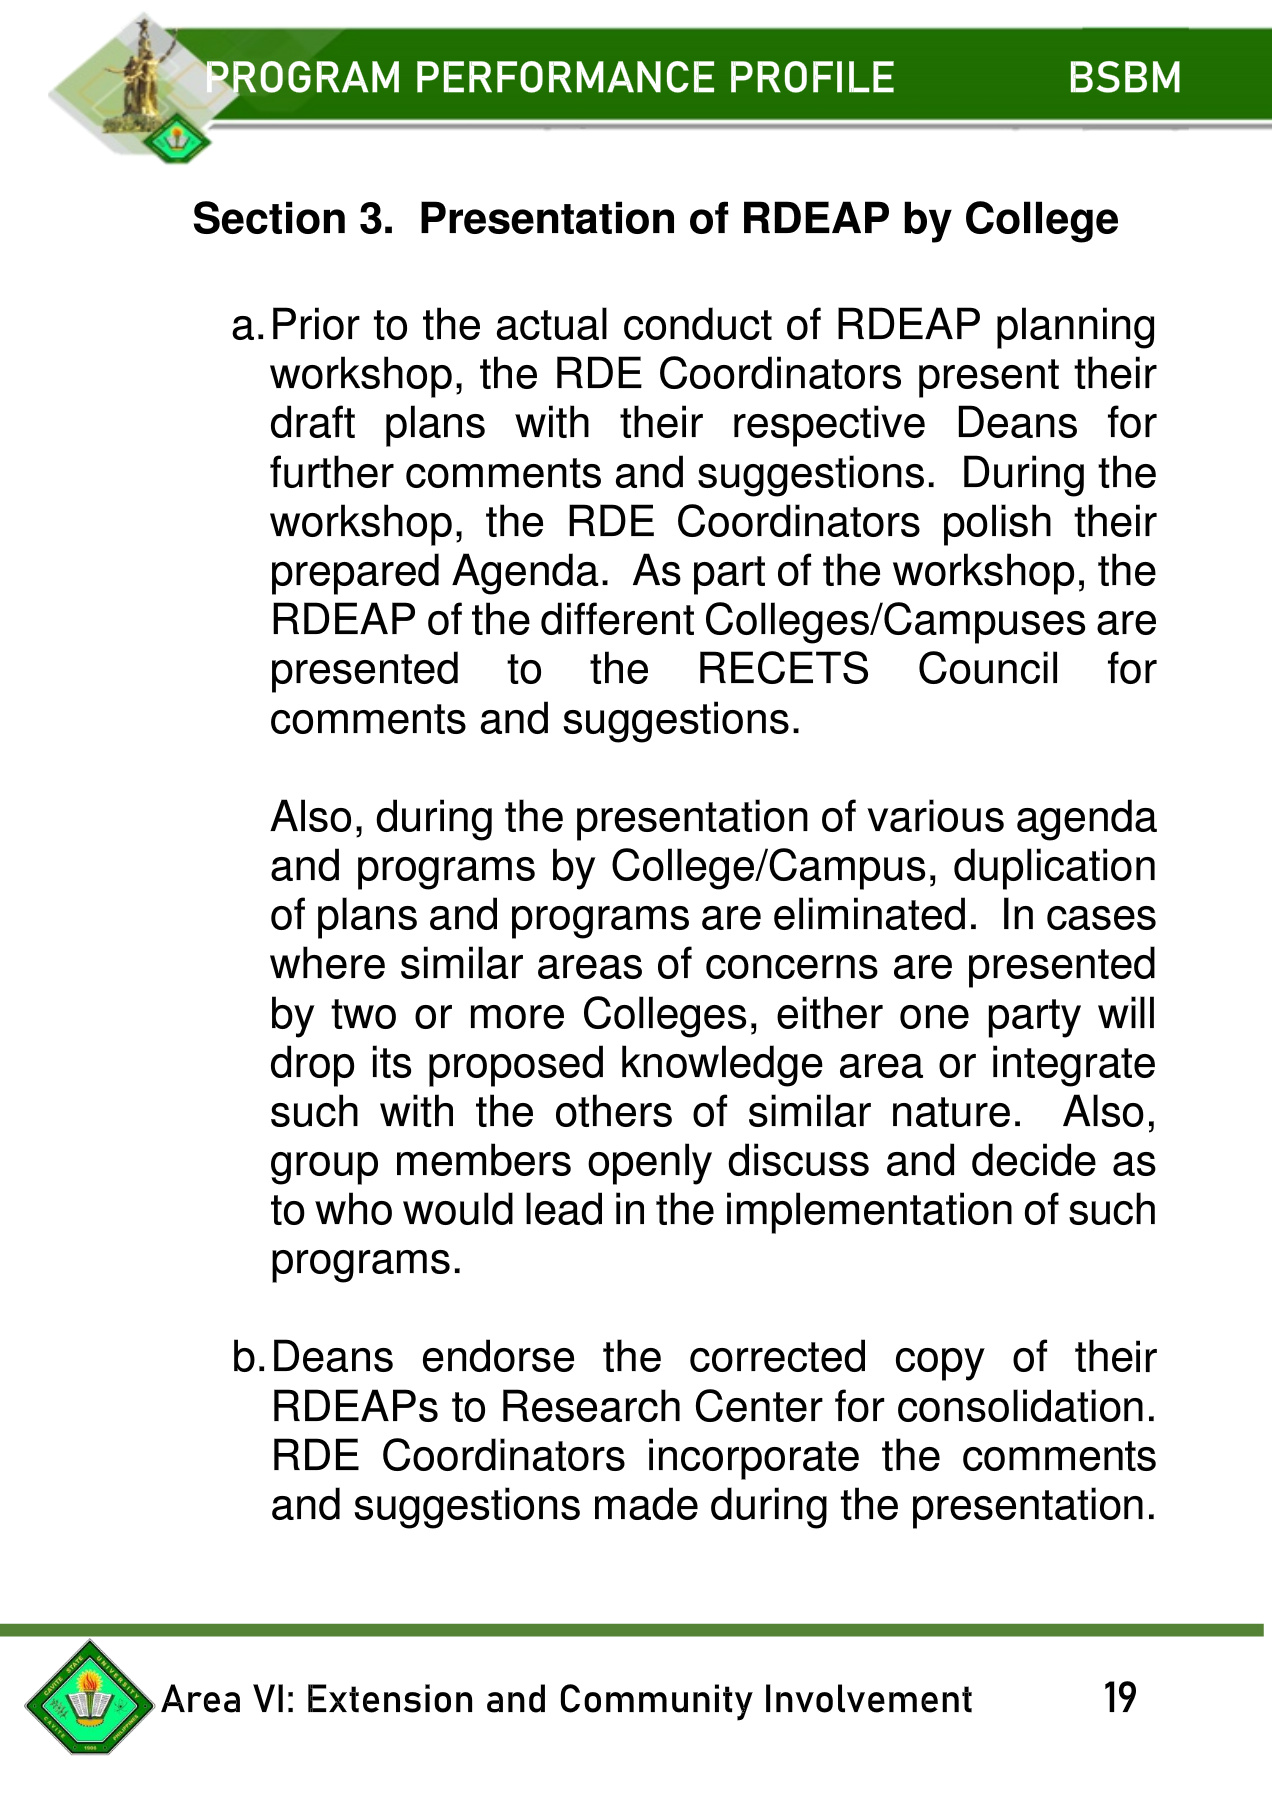 PROGRAM PERFORMANCE PROFILE BSBM
Section 3. Presentation of RDEAP by College
a. Prior to the actual conduct of RDEAP planning
workshop, the RDE Coordinators present their
draft plans with their respective Deans for
further comments and suggestions. During the
workshop, the RDE Coordinators polish their
prepared Agenda. As part of the workshop, the
RDEAP of the different Colleges/Campuses are
presented to the RECETS Council for
comments and suggestions.
Also, during the presentation of various agenda
and programs by College/Campus, duplication
of plans and programs are eliminated. In cases
where similar areas of concerns are presented
by two or more Colleges, either one party will
drop its proposed knowledge area or integrate
such with the others of similar nature. Also,
group members openly discuss and decide as
to who would lead in the implementation of such
programs.
b. Deans endorse the corrected copy of their
RDEAPs to Research Center for consolidation.
RDE Coordinators incorporate the comments
and suggestions made during the presentation.
CAVITE STATE UNIVERSITY
CAVITE PHILIPPINES
1906
Area VI: Extension and Community Involvement 19